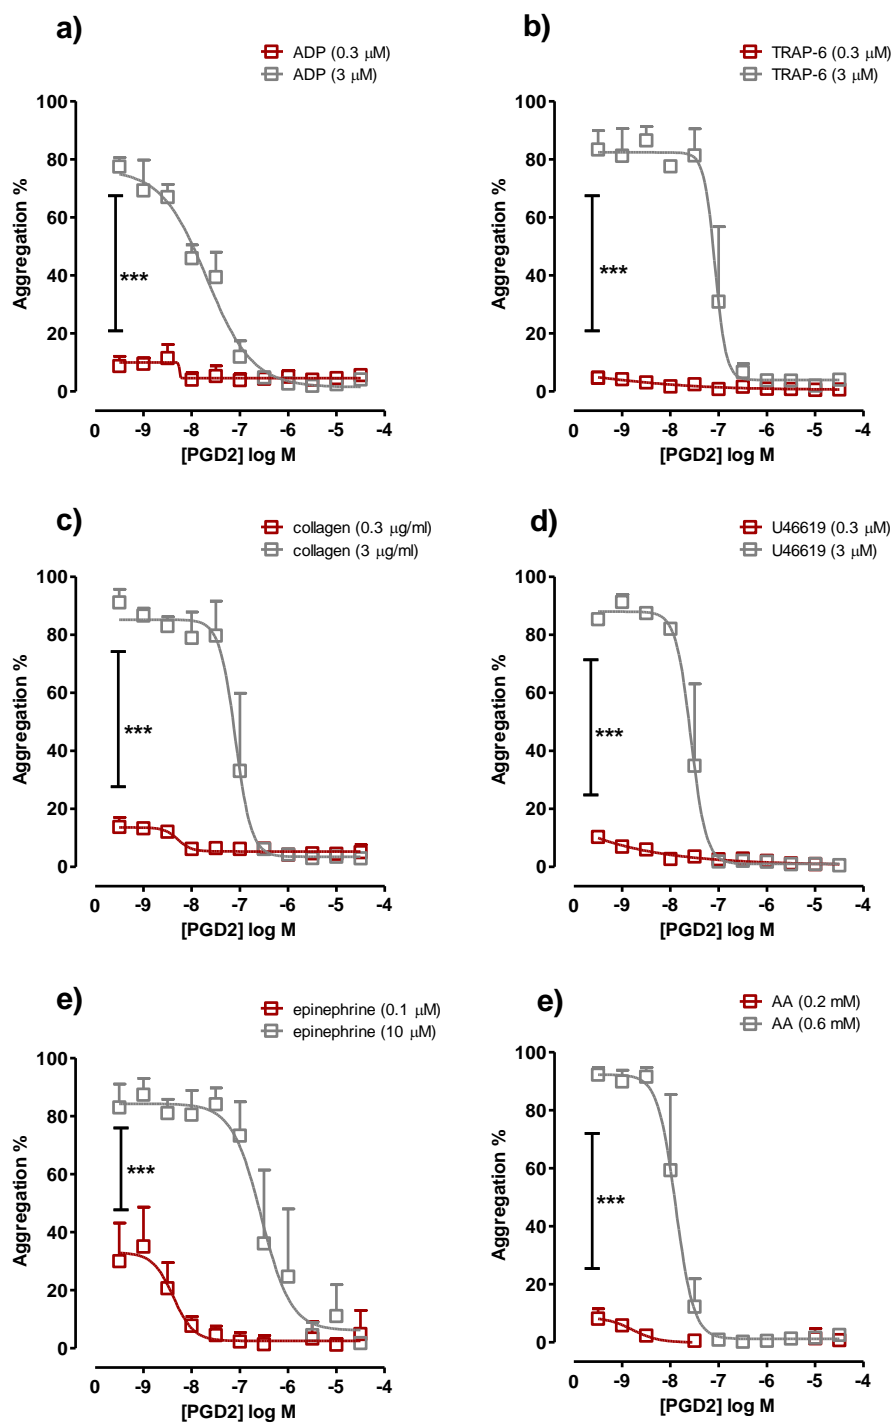 a)
ADP (0.3 μM)
ADP (3 μM)
100
80
60
40
20
0
Aggregation %
***
0 -9 -8 -7 -6 -5 -4
[PGD2] log M
b)
TRAP-6 (0.3 μM)
TRAP-6 (3 μM)
100
80
60
40
20
0
Aggregation %
***
0 -9 -8 -7 -6 -5 -4
[PGD2] log M
c)
collagen (0.3 μg/ml)
collagen (3 μg/ml)
100
80
60
40
20
0
Aggregation %
***
0 -9 -8 -7 -6 -5 -4
[PGD2] log M
d)
U46619 (0.3 μM)
U46619 (3 μM)
100
80
60
40
20
0
Aggregation %
***
0 -9 -8 -7 -6 -5 -4
[PGD2] log M
e)
epinephrine (0.1 μM)
epinephrine (10 μM)
100
80
60
40
20
0
Aggregation %
***
0 -9 -8 -7 -6 -5 -4
[PGD2] log M
e)
AA (0.2 mM)
AA (0.6 mM)
100
80
60
40
20
0
Aggregation %
***
0 -9 -8 -7 -6 -5 -4
[PGD2] log M